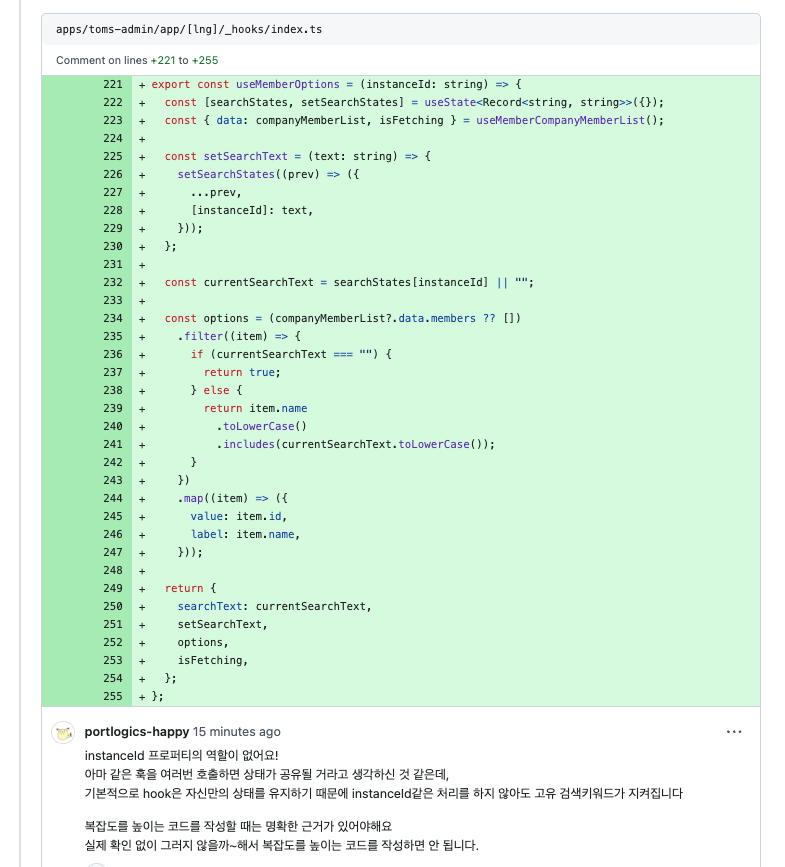 apps/toms-admin/app/[lng]/_hooks/index.ts
Comment on lines +221 to +255
221 + export const useMemberOptions = (instanceId: string) => {
222 +   const [searchStates, setSearchStates] = useState<Record<string, string>>({});
223 +   const { data: companyMemberList, isFetching } = useMemberCompanyMemberList();
224 +
225 +   const setSearchText = (text: string) => {
226 +     setSearchStates((prev) => ({
227 +       ...prev,
228 +       [instanceId]: text,
229 +     }));
230 +   };
231 +
232 +   const currentSearchText = searchStates[instanceId] || "";
233 +
234 +   const options = (companyMemberList?.data.members ?? [])
235 +     .filter((item) => {
236 +       if (currentSearchText === "") {
237 +         return true;
238 +       } else {
239 +         return item.name
240 +           .toLowerCase()
241 +           .includes(currentSearchText.toLowerCase());
242 +       }
243 +     })
244 +     .map((item) => ({
245 +       value: item.id,
246 +       label: item.name,
247 +     }));
248 +
249 +   return {
250 +     searchText: currentSearchText,
251 +     setSearchText,
252 +     options,
253 +     isFetching,
254 +   };
255 + };
portlogics-happy 15 minutes ago
instanceId 프로퍼티의 역할이 없어요!
아마 같은 훅을 여러번 호출하면 상태가 공유될 거라고 생각하신 것 같은데,
기본적으로 hook은 자신만의 상태를 유지하기 때문에 instanceId같은 처리를 하지 않아도 고유 검색키워드가 지켜집니다
복잡도를 높이는 코드를 작성할 때는 명확한 근거가 있어야해요
실제 확인 없이 그러지 않을까~해서 복잡도를 높이는 코드를 작성하면 안 됩니다.